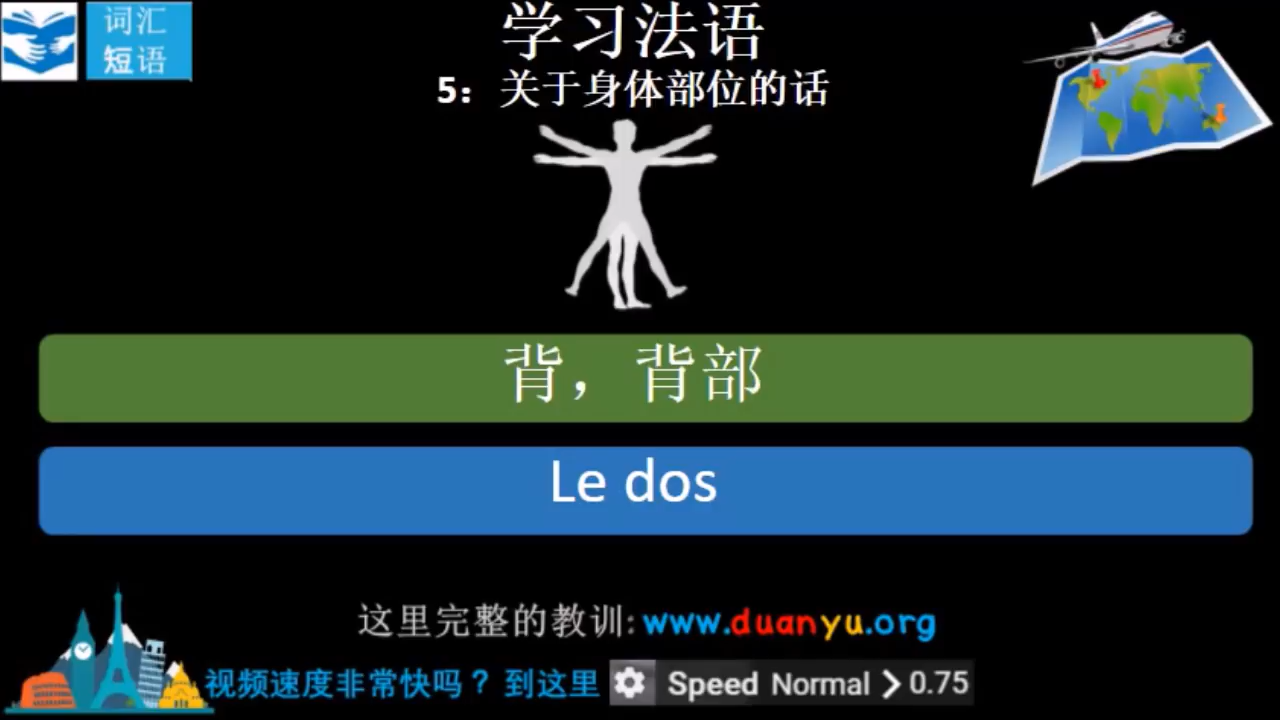 词汇
短语
学习法语
5：关于身体部位的话
背，背部
Le dos
这里完整的教训: www.duanyu.org
视频速度非常快吗？到这里 Speed Normal > 0.75